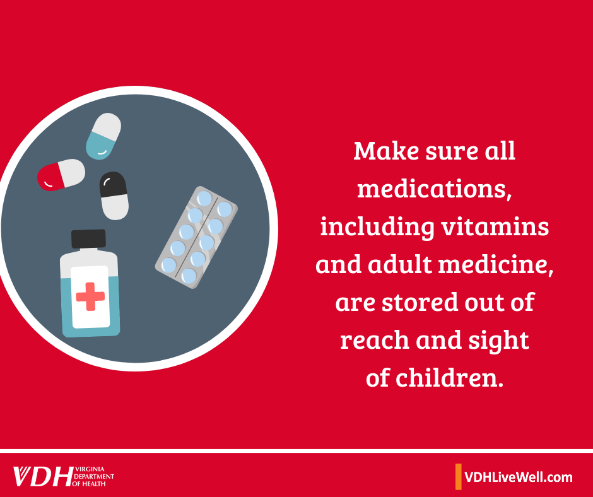 Make sure all
medications,
including vitamins
and adult medicine,
are stored out of
reach and sight
of children.
VDH VIRGINIA
DEPARTMENT
OF HEALTH
VDHLiveWell.com